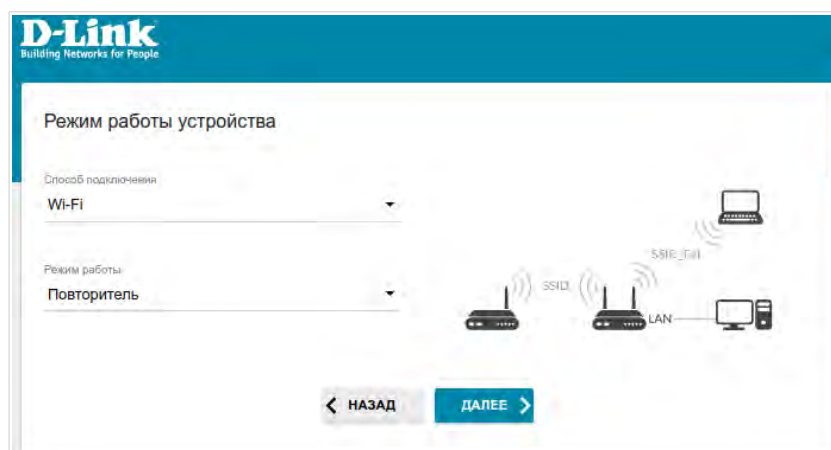 D-Link
Building Networks for People
Режим работы устройства
Способ подключения
Wi-Fi
Режим работы
Повторитель
SSID_Ext
SSID
LAN
НАЗАД
ДАЛЕЕ